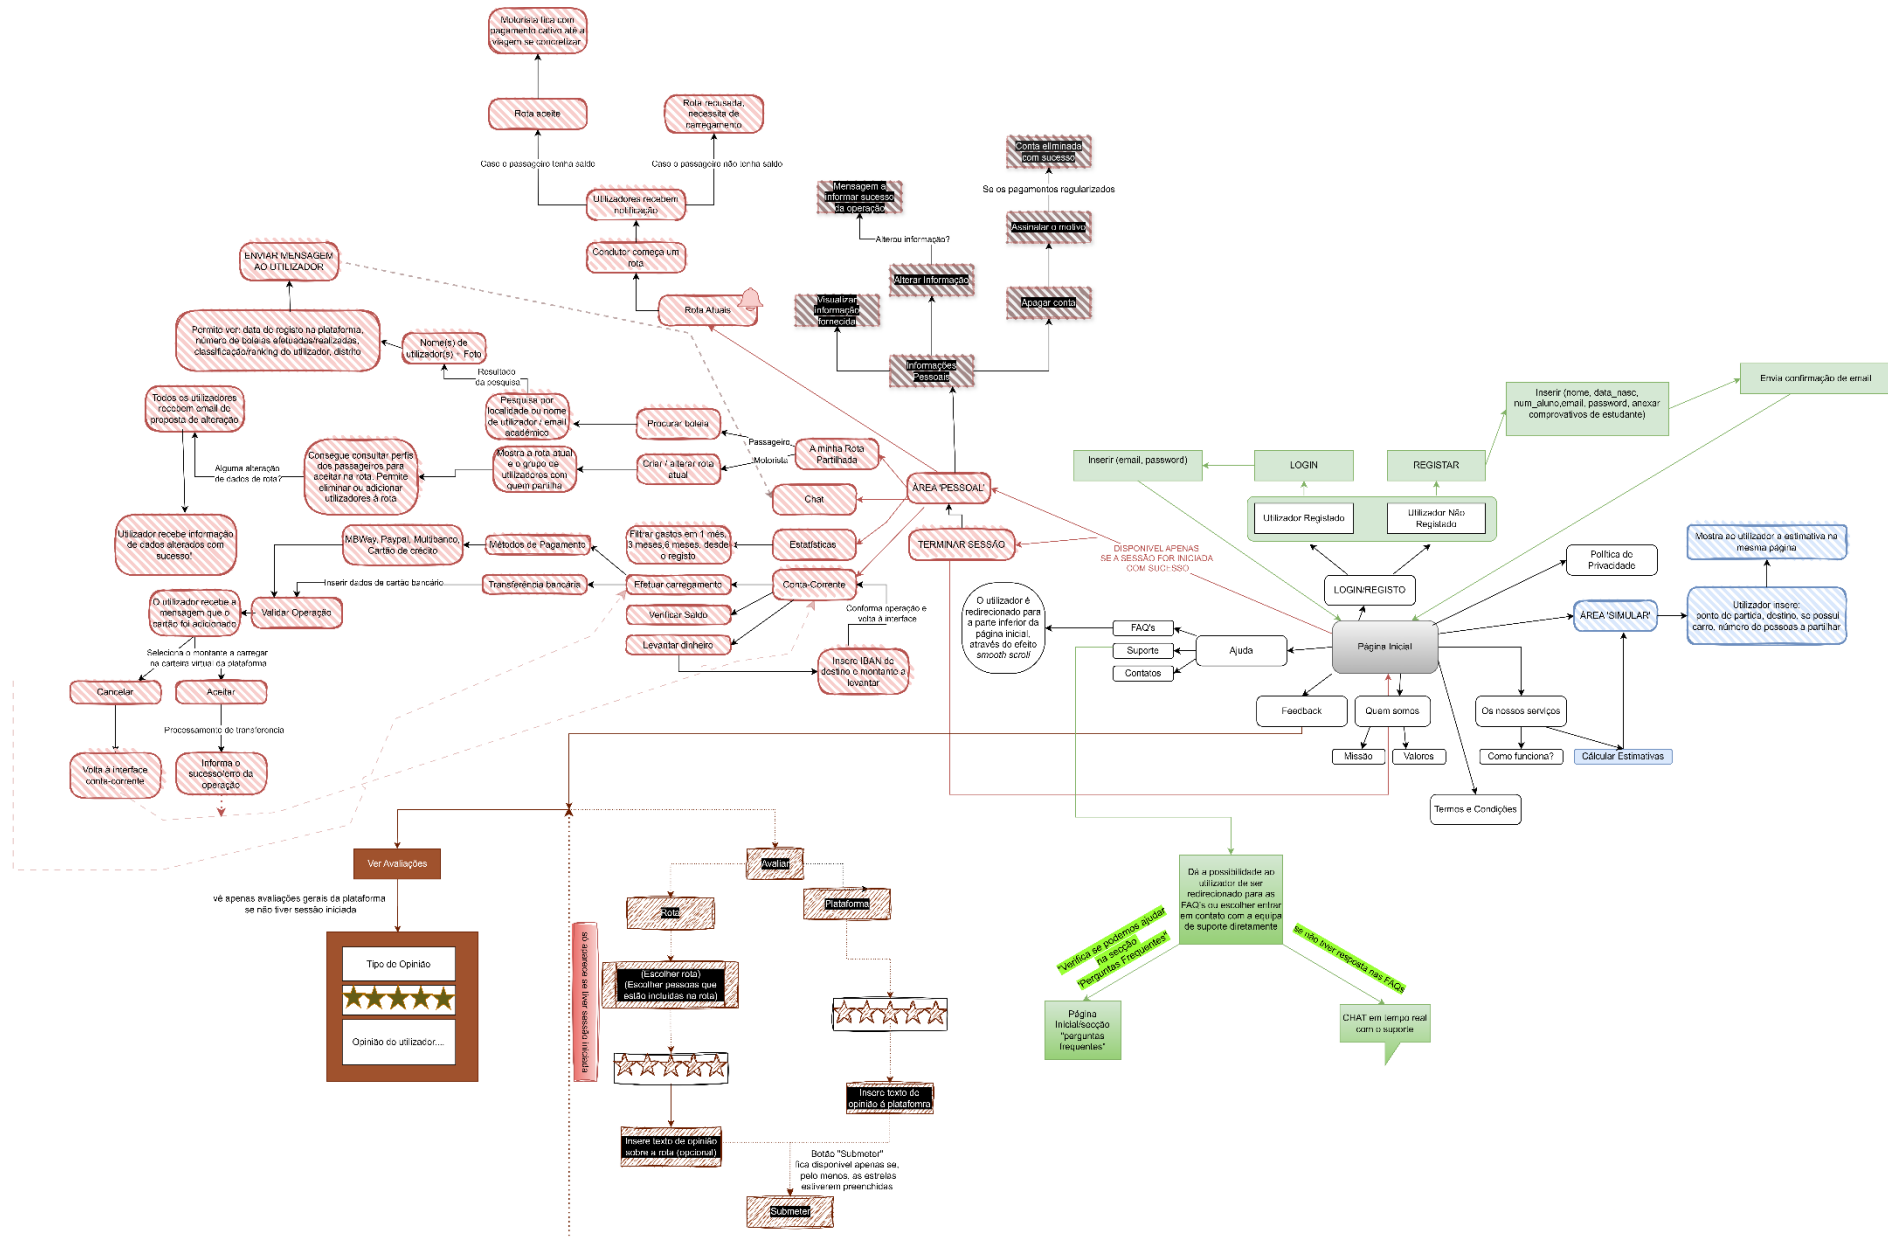 Motorista fica com
pagamento cativo até a
viagem se concretizar
Rota aceite
Rota recusada,
necessita de
carregamento
Caso o passageiro tenha saldo
Caso o passageiro não tenha saldo
Utilizadores recebem
notificação
Condutor começa um
rota
Rota Atuais
ENVIAR MENSAGEM
AO UTILIZADOR
Permite ver: data do registo na plataforma,
número de boleias efetuadas/realizadas,
classificação/ranking do utilizador, distrito
Nome(s) de
utilizador(s) + Foto
Resultado
da pesquisa
Pesquisa por
localidade ou nome
de utilizador / email
académico
Procurar boleia
Passageiro
Motorista
A minha Rota
Partilhada
Criar / alterar rota
atual
Mostra a rota atual
e o grupo de
utilizadores com
quem partilha
Consegue consultar perfis
dos passageiros para
aceitar na rota. Permite
eliminar ou adicionar
utilizadores à rota
Alguma alteração
de dados de rota?
Todos os utilizadores
recebem email de
proposta de alteração
Utilizador recebe informação
de dados alterados com
sucesso"
Conta eliminada
com sucesso
Se os pagamentos regularizados
Assinalar o motivo
Apagar conta
Mensagem a
informar sucesso
da operação
Alterou informação?
Alterar Informação
Visualizar
informação
fornecida
Informações
Pessoais
ÁREA 'PESSOAL'
Chat
Estatísticas
Filtrar gastos em 1 mês,
3 meses,6 meses, desde
o registo
TERMINAR SESSÃO
Conta-Corrente
Efetuar carregamento
Verificar Saldo
Levantar dinheiro
Conforma operação e
volta à interface
Insere IBAN de
destino e montante a
levantar
Métodos de Pagamento
MBWay, Paypal, Multibanco,
Cartão de crédito
Transferência bancária
Inserir dados de cartão bancário
Validar Operação
O utilizador recebe a
mensagem que o
cartão foi adicionado
Seleciona o montante a carregar
na carteira virtual da plataforma
Cancelar
Aceitar
Processamento de transferencia
Volta à interface
conta-corrente
Informa o
sucesso/erro da
operação
DISPONIVEL APENAS
SE A SESSÃO FOR INICIADA
COM SUCESSO
Envia confirmação de email
Inserir (nome, data_nasc,
num_aluno,email, password, anexar
comprovativos de estudante)
Inserir (email, password)
LOGIN
REGISTAR
Utilizador Registado
Utilizador Não
Registado
LOGIN/REGISTO
Política de
Privacidade
Mostra ao utilizador a estimativa na
mesma página
ÁREA 'SIMULAR'
Utilizador insere:
ponto de partida, destino, se possui
carro, número de pessoas a partilhar
Página Inicial
O utilizador é
redirecionado para
a parte inferior da
página inicial,
através do efeito
smooth scroll
FAQ's
Suporte
Contatos
Ajuda
Feedback
Quem somos
Missão
Valores
Os nossos serviços
Como funciona?
Cálcular Estimativas
Termos e Condições
Ver Avaliações
vê apenas avaliações gerais da plataforma
se não tiver sessão iniciada
Tipo de Opinião
Opinião do utilizador....
só aparece se tiver sessão iniciada
Avaliar
Rota
Plataforma
(Escolher rota)
(Escolher pessoas que
estão incluídas na rota)
Insere texto de opinião
sobre a rota (opcional)
Insere texto de
opinião à platafomra
Botão "Submeter"
fica disponivel apenas se,
pelo menos, as estrelas
estiverem preenchidas
Submeter
Dá a possibilidade ao
utilizador de ser
redirecionado para as
FAQ's ou escolher entrar
em contato com a equipa
de suporte diretamente
"Verifica se podemos ajudar
na secção
'Perguntas Frequentes"
se não tiver resposta nas FAQs
Página
Inicial/secção
"perguntas
frequentes"
CHAT em tempo real
com o suporte